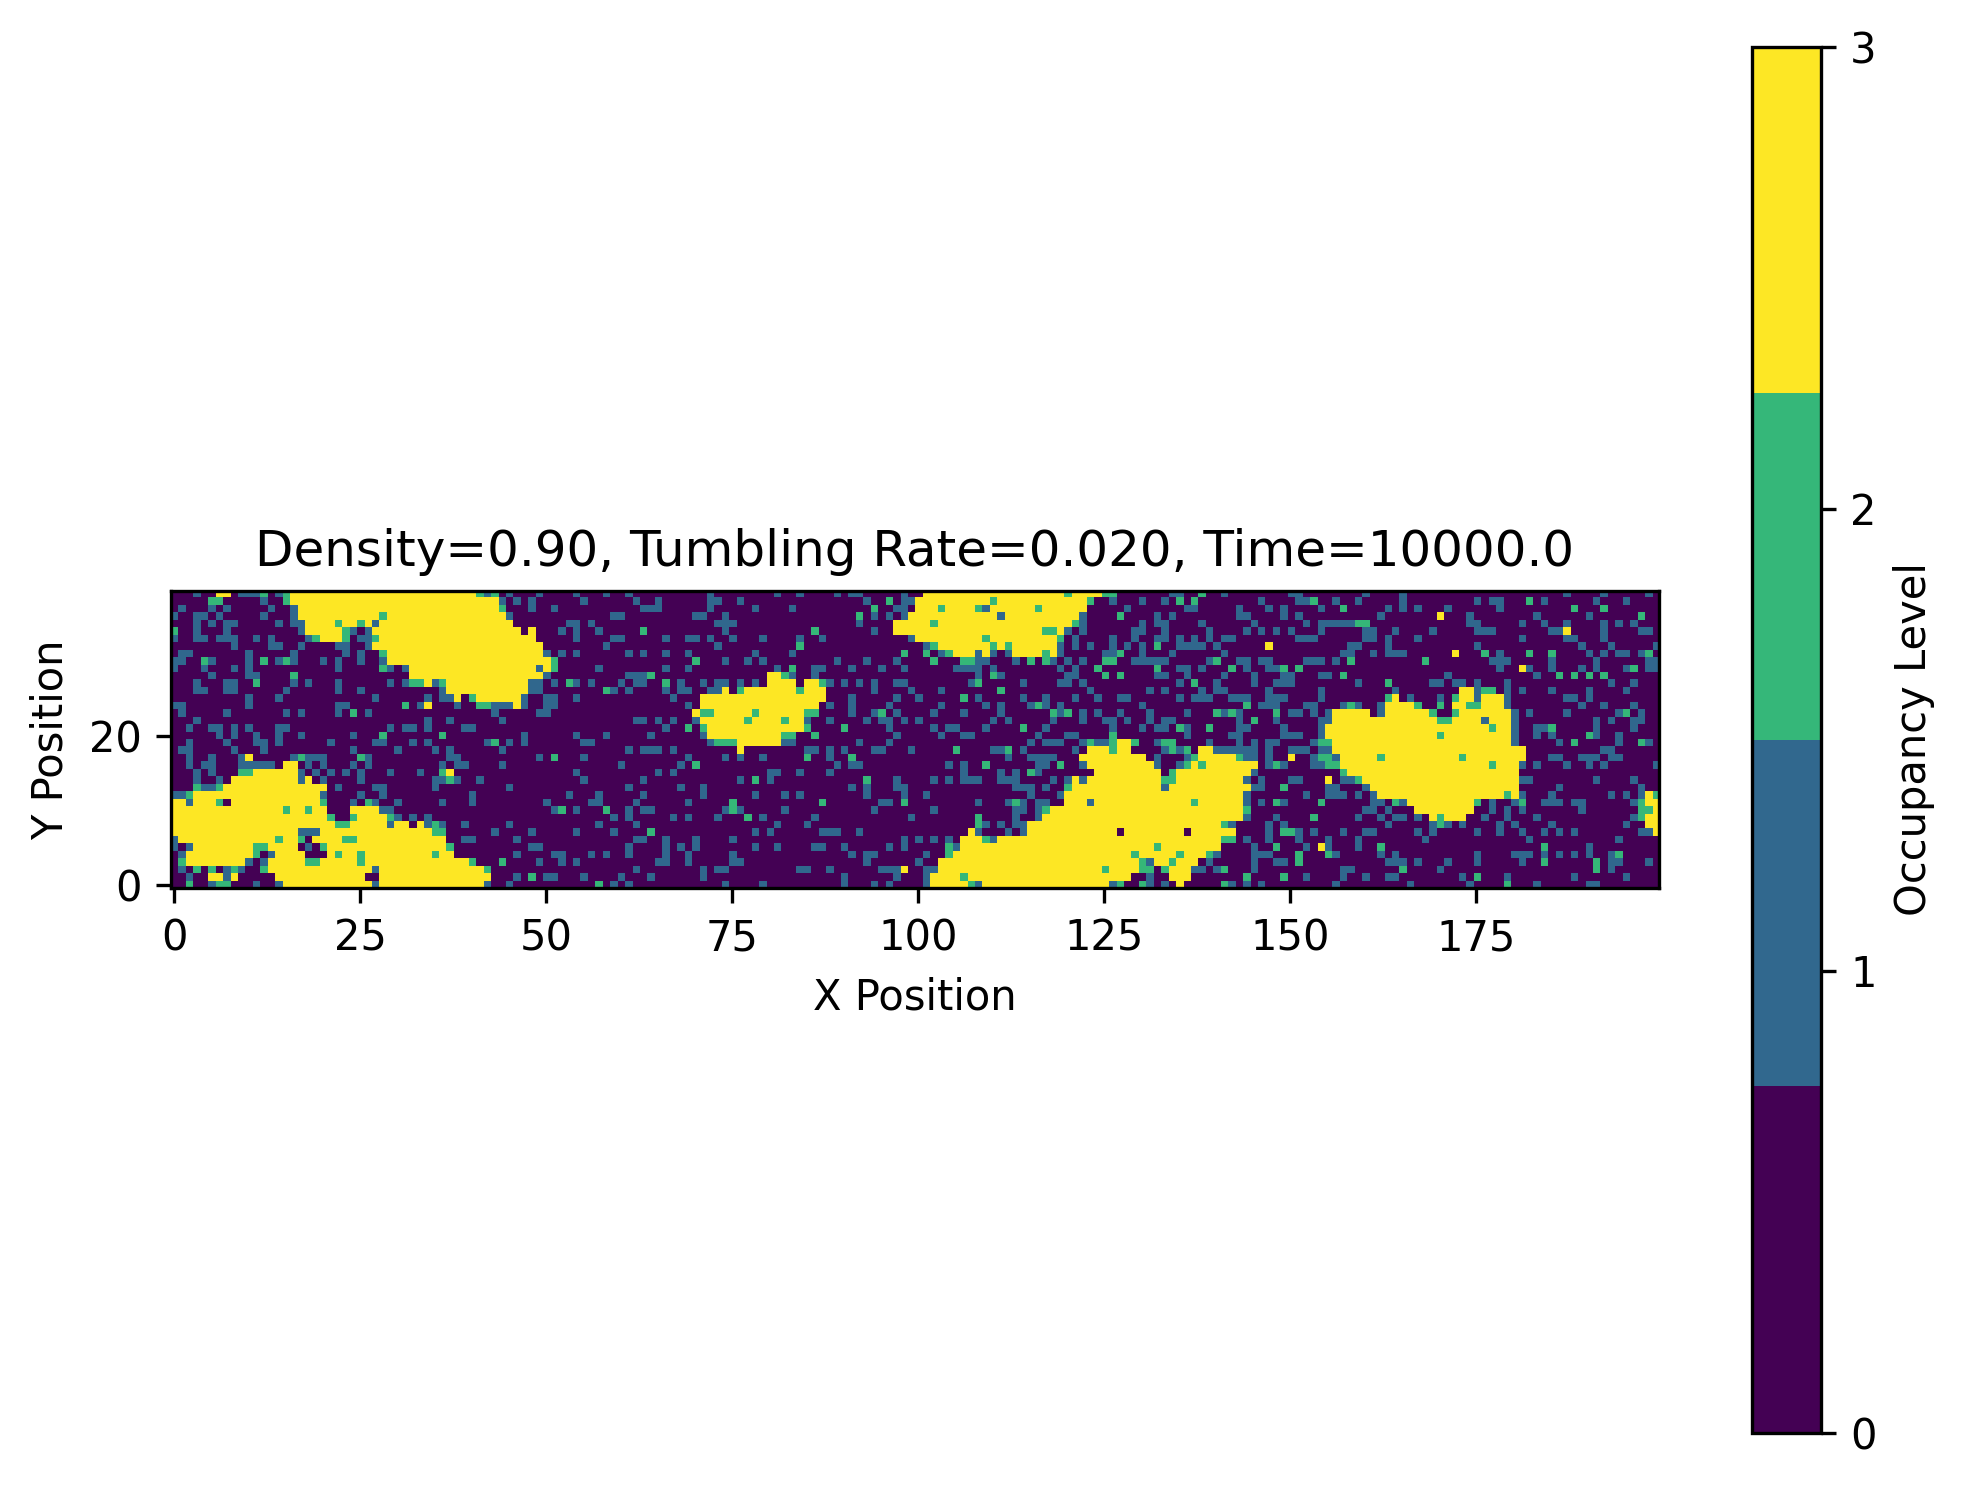 Density=0.90, Tumbling Rate=0.020, Time=10000.0
Y Position
20
0
0 25 50 75 100 125 150 175
X Position
3
2
1
0
Occupancy Level